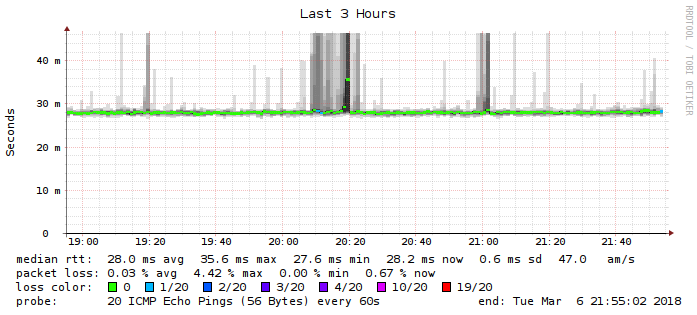 Last 3 Hours
RRDTOOL / TOBI OETIKER
Seconds
40 m
30 m
20 m
10 m
0
19:00 19:20 19:40 20:00 20:20 20:40 21:00 21:20 21:40
median rtt: 28.0 ms avg 35.6 ms max 27.6 ms min 28.2 ms now 0.6 ms sd 47.0 am/s
packet loss: 0.03 % avg 4.42 % max 0.00 % min 0.67 % now
loss color: 0 1/20 2/20 3/20 4/20 10/20 19/20
probe: 20 ICMP Echo Pings (56 Bytes) every 60s end: Tue Mar 6 21:55:02 2018